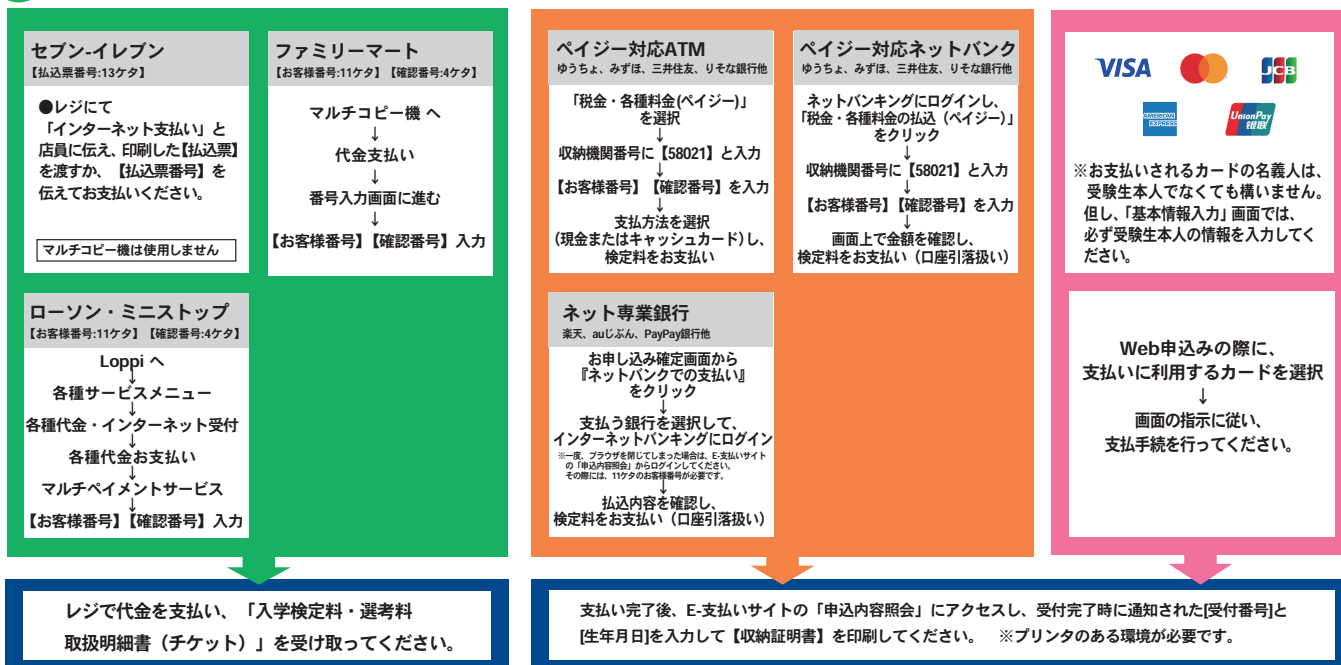 セブン-イレブン
【払込票番号:13ケタ】
●レジにて
「インターネット支払い」と
店員に伝え、印刷した【払込票】
を渡すか、【払込票番号】を
伝えてお支払いください。
マルチコピー機は使用しません
ファミリーマート
【お客様番号:11ケタ】【確認番号:4ケタ】
マルチコピー機 へ
↓
代金支払い
↓
番号入力画面に進む
↓
【お客様番号】【確認番号】入力
ローソン・ミニストップ
【お客様番号:11ケタ】【確認番号:4ケタ】
Loppi へ
↓
各種サービスメニュー
↓
各種代金・インターネット受付
↓
各種代金お支払い
↓
マルチペイメントサービス
↓
【お客様番号】【確認番号】入力
ペイジー対応ATM
ゆうちょ、みずほ、三井住友、りそな銀行他
「税金・各種料金(ペイジー)」
を選択
↓
収納機関番号に【58021】と入力
↓
【お客様番号】【確認番号】を入力
↓
支払方法を選択
(現金またはキャッシュカード)し、
検定料をお支払い
ペイジー対応ネットバンク
ゆうちょ、みずほ、三井住友、りそな銀行他
ネットバンキングにログインし、
「税金・各種料金の払込(ペイジー)」
をクリック
↓
収納機関番号に【58021】と入力
↓
【お客様番号】【確認番号】を入力
↓
画面上で金額を確認し、
検定料をお支払い(口座引落扱い)
ネット専業銀行
楽天、auじぶん、PayPay銀行他
お申し込み確定画面から
『ネットバンクでの支払い』
をクリック
↓
支払う銀行を選択して、
インターネットバンキングにログイン
※一度、ブラウザを閉じてしまった場合は、E-支払いサイト
の「申込内容照会」からログインしてください。
その際には、11ケタのお客様番号が必要です。
↓
払込内容を確認し、
検定料をお支払い(口座引落扱い)
VISA
JCB
AMERICAN
EXPRESS
UnionPay
银联
※お支払いされるカードの名義人は、
受験生本人でなくても構いません。
但し、「基本情報入力」画面では、
必ず受験生本人の情報を入力してく
ださい。
Web申込みの際に、
支払いに利用するカードを選択
↓
画面の指示に従い、
支払手続を行ってください。
レジで代金を支払い、「入学検定料・選考料
取扱明細書(チケット)」を受け取ってください。
支払い完了後、E-支払いサイトの「申込内容照会」にアクセスし、受付完了時に通知された[受付番号]と
[生年月日]を入力して【収納証明書】を印刷してください。 ※プリンタのある環境が必要です。